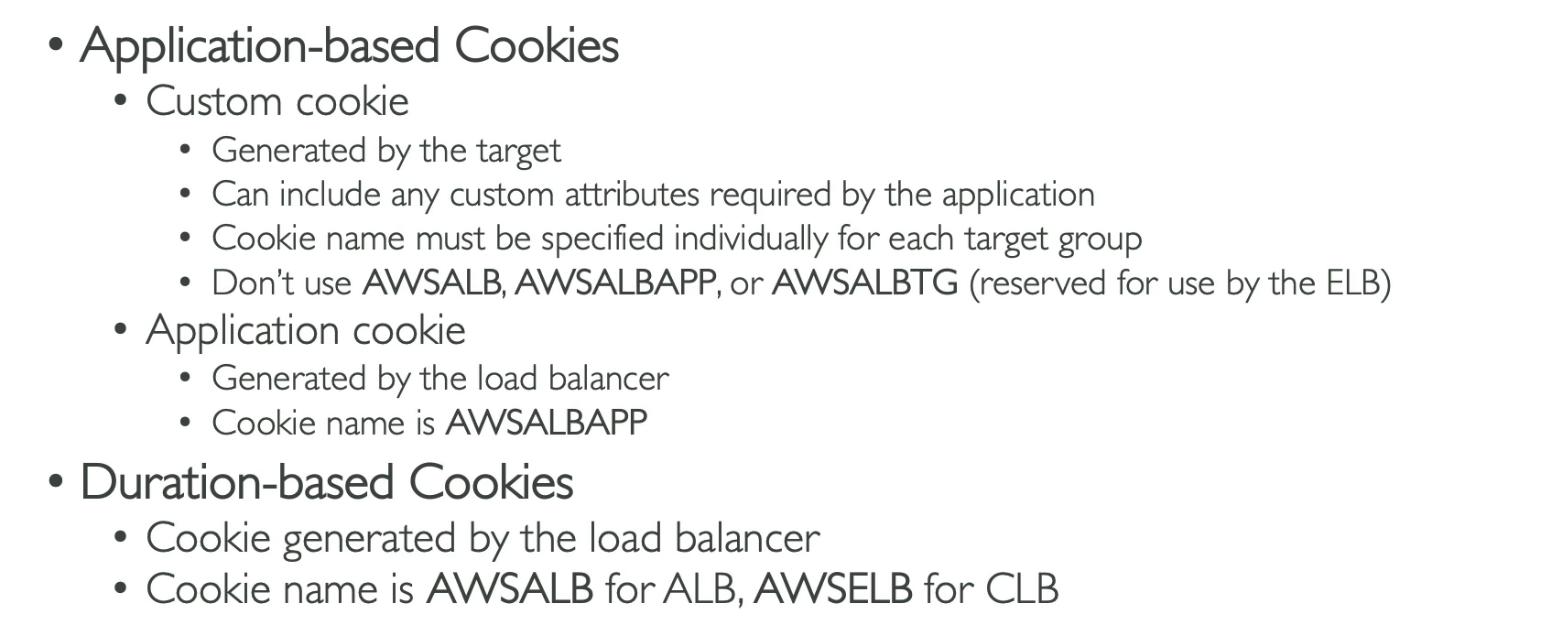 • Application-based Cookies
• Custom cookie
• Generated by the target
• Can include any custom attributes required by the application
• Cookie name must be specified individually for each target group
• Don’t use AWSALB, AWSALBAPP, or AWSALBTG (reserved for use by the ELB)
• Application cookie
• Generated by the load balancer
• Cookie name is AWSALBAPP
• Duration-based Cookies
• Cookie generated by the load balancer
• Cookie name is AWSALB for ALB, AWSELB for CLB